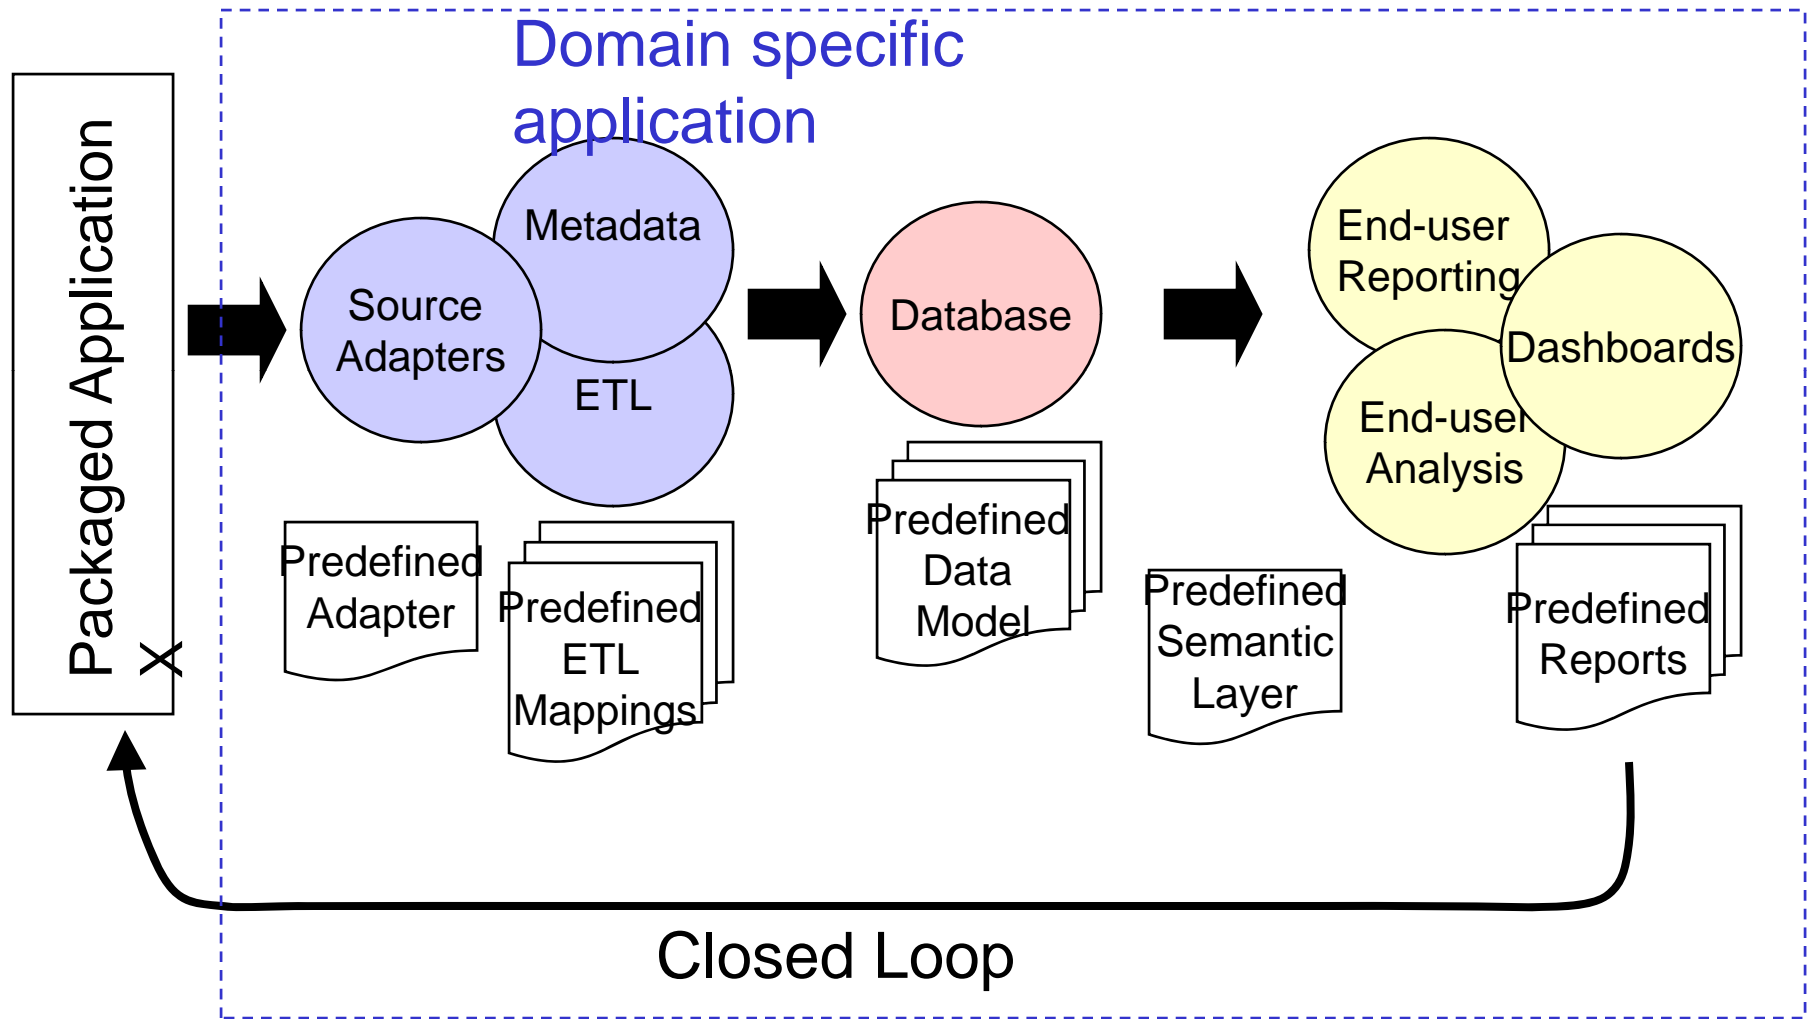 Domain specific
application
Packaged Application
X
Metadata
Source
Adapters
ETL
Database
End-user
Reporting
Dashboards
End-user
Analysis
Predefined
Adapter
Predefined
ETL
Mappings
Predefined
Data
Model
Predefined
Semantic
Layer
Predefined
Reports
Closed Loop